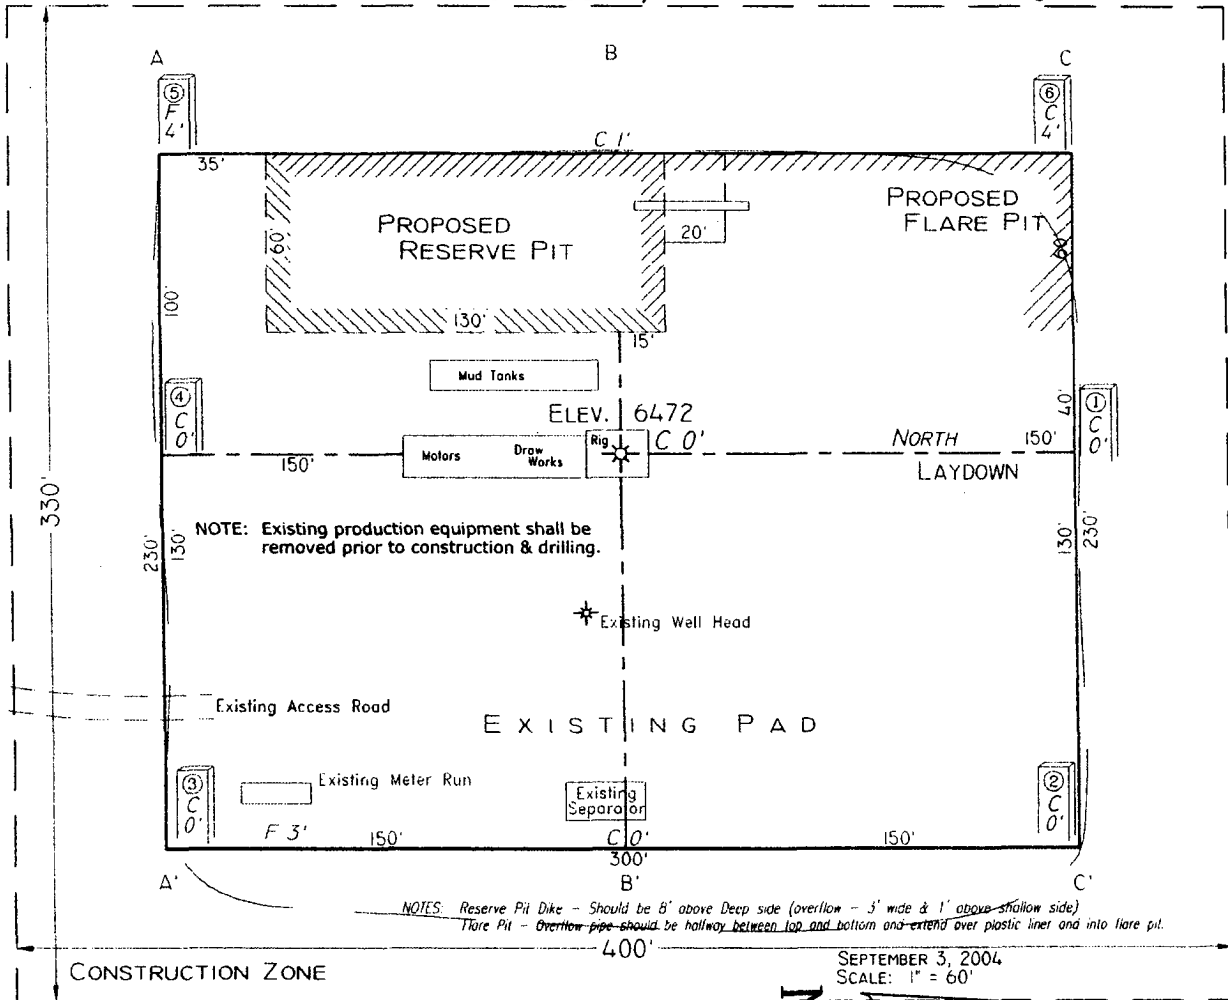 A
B
C
⑤
F
4'
⑥
C
4'
C 1'
35'
PROPOSED
RESERVE PIT
PROPOSED
FLARE PIT
60'
20'
60'
100'
130'
15'
Mud Tanks
④
C
0'
ELEV. 6472
40'
①
C
0'
Rig
C 0'
NORTH
150'
Motors
Draw
Works
150'
LAYDOWN
330'
NOTE: Existing production equipment shall be
removed prior to construction & drilling.
230'
130'
130'
230'
Existing Well Head
Existing Access Road
EXISTING PAD
③
C
0'
Existing Meter Run
Existing
Separator
②
C
0'
F 3'
150'
C 0'
150'
300'
A'
B'
C'
NOTES: Reserve Pit Dike - Should be 8' above Deep side (overflow - 3' wide & 1' above shallow side)
Flare Pit - Overflow pipe should be halfway between top and bottom and extend over plastic liner and into flare pit.
400'
CONSTRUCTION ZONE
SEPTEMBER 3, 2004
SCALE: 1" = 60'